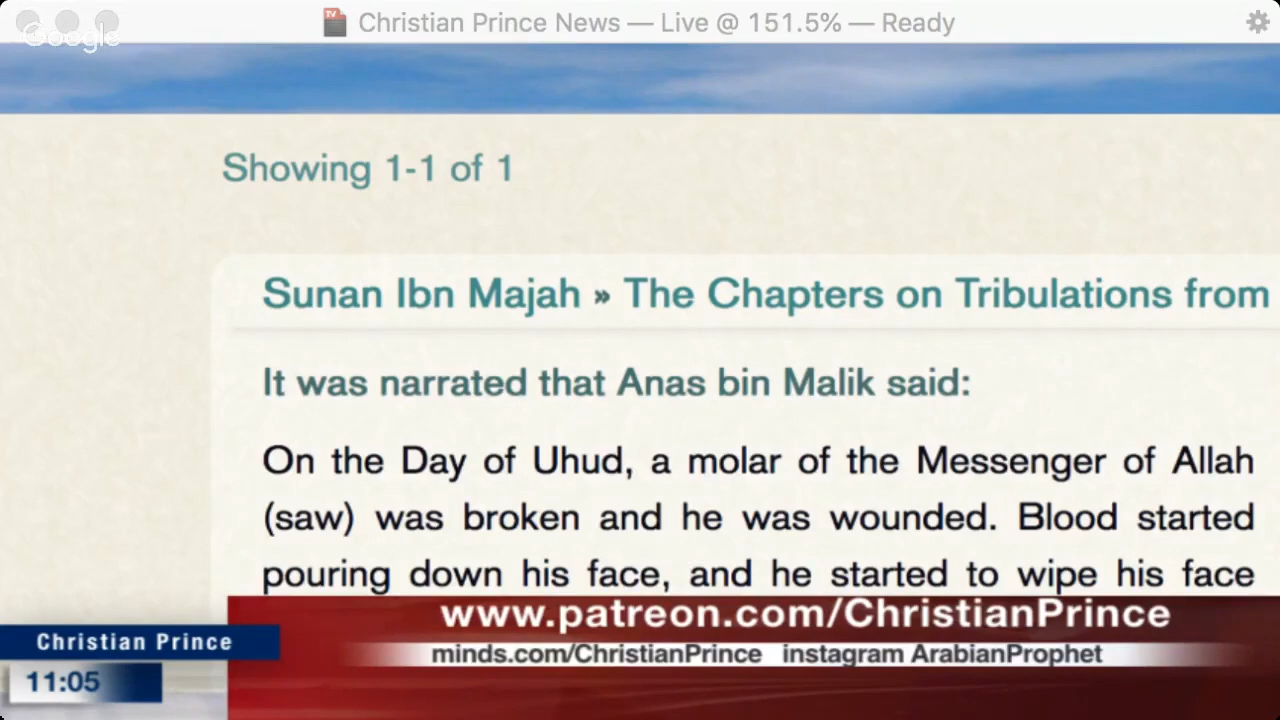 Christian Prince News — Live @ 151.5% — Ready
Google
Showing 1-1 of 1
Sunan Ibn Majah » The Chapters on Tribulations from
It was narrated that Anas bin Malik said:
On the Day of Uhud, a molar of the Messenger of Allah
(saw) was broken and he was wounded. Blood started
pouring down his face, and he started to wipe his face
www.patreon.com/ChristianPrince
Christian Prince
minds.com/ChristianPrince instagram ArabianProphet
11:05